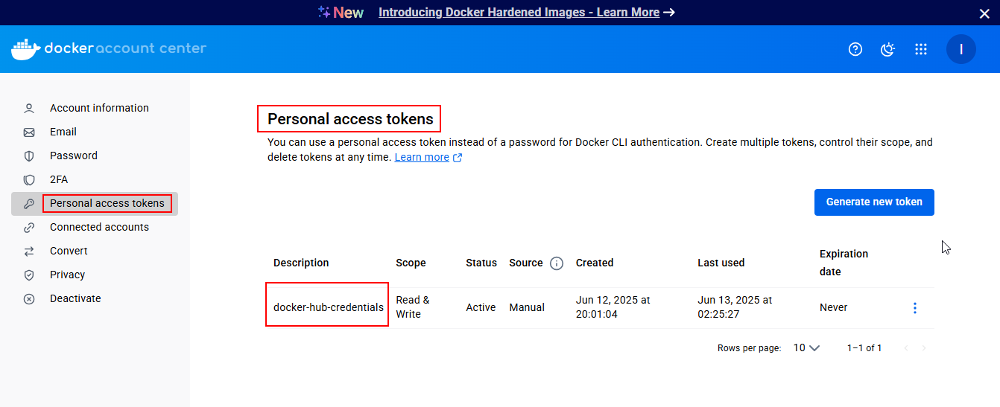 New Introducing Docker Hardened Images - Learn More
docker account center
I
Account information
Email
Password
2FA
Personal access tokens
Connected accounts
Convert
Privacy
Deactivate
Personal access tokens
You can use a personal access token instead of a password for Docker CLI authentication. Create multiple tokens, control their scope, and
delete tokens at any time. Learn more
Generate new token
Description Scope Status Source Created Last used Expiration date
docker-hub-credentials Read & Write Active Manual Jun 12, 2025 at 20:01:04 Jun 13, 2025 at 02:25:27 Never
Rows per page: 10 1–1 of 1